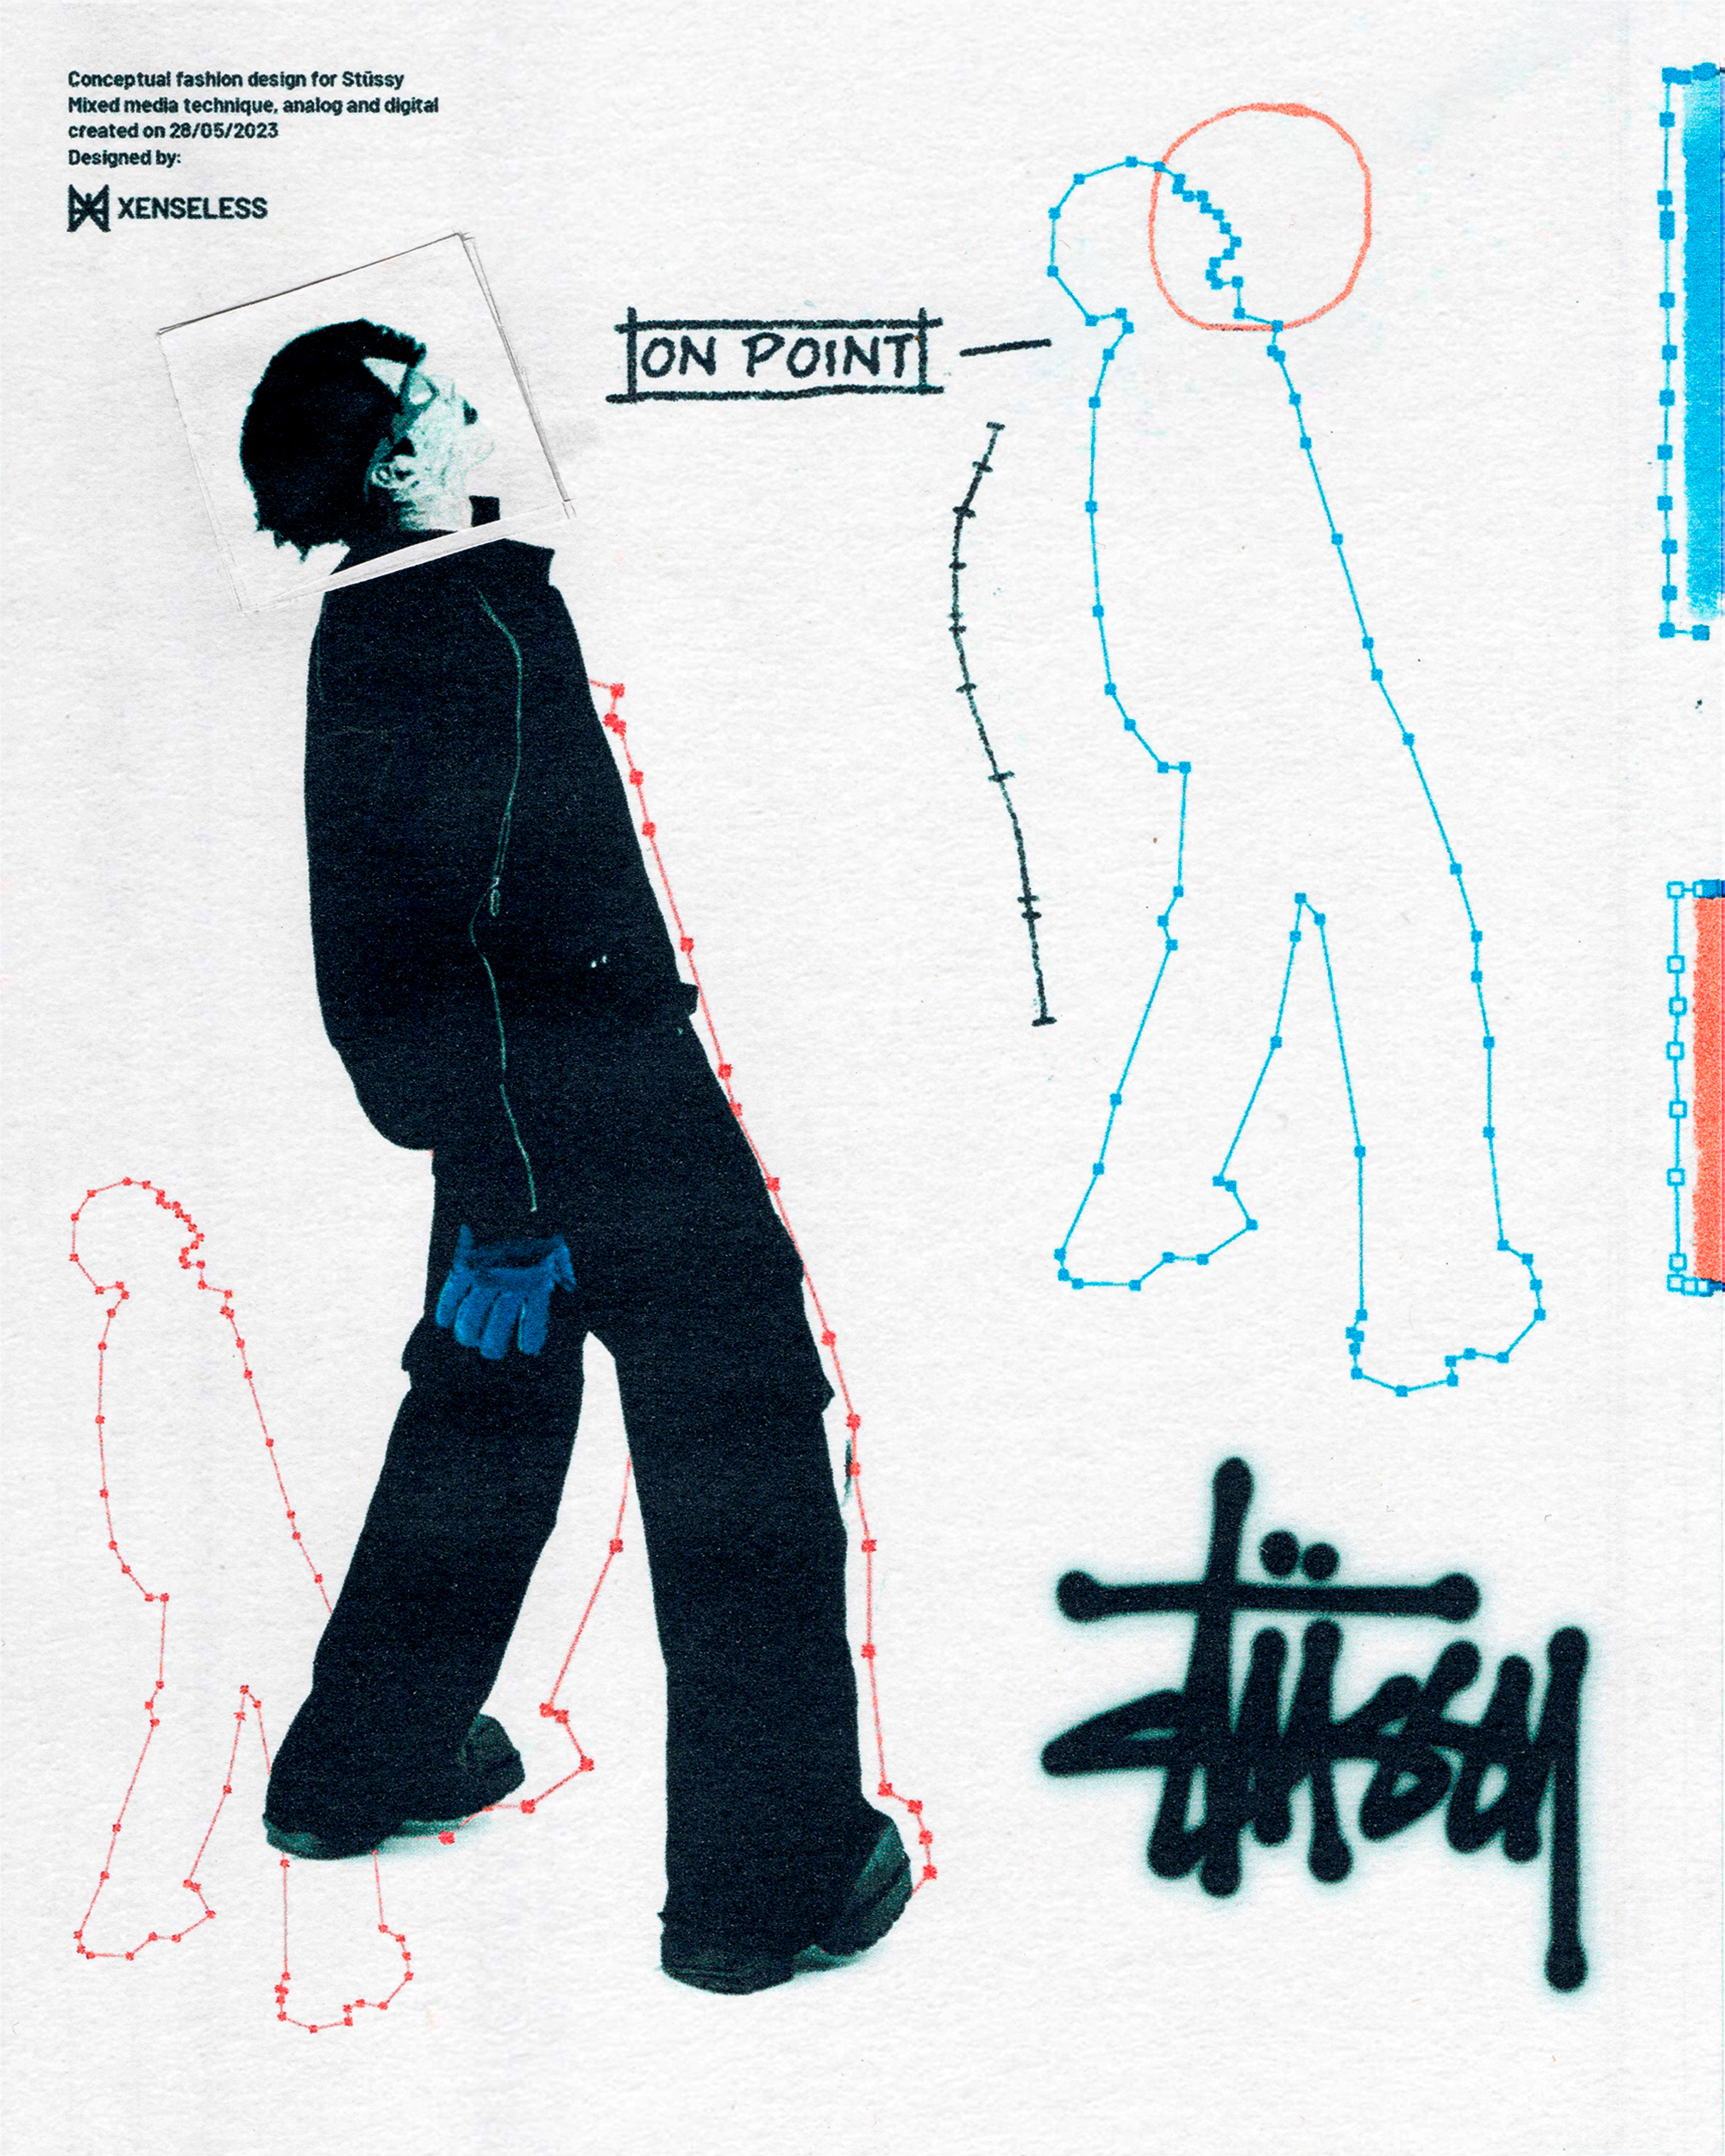 Conceptual fashion design for Stüssy
Mixed media technique, analog and digital
created on 28/05/2023
Designed by:
XENSELESS
ON POINT
Stüssy